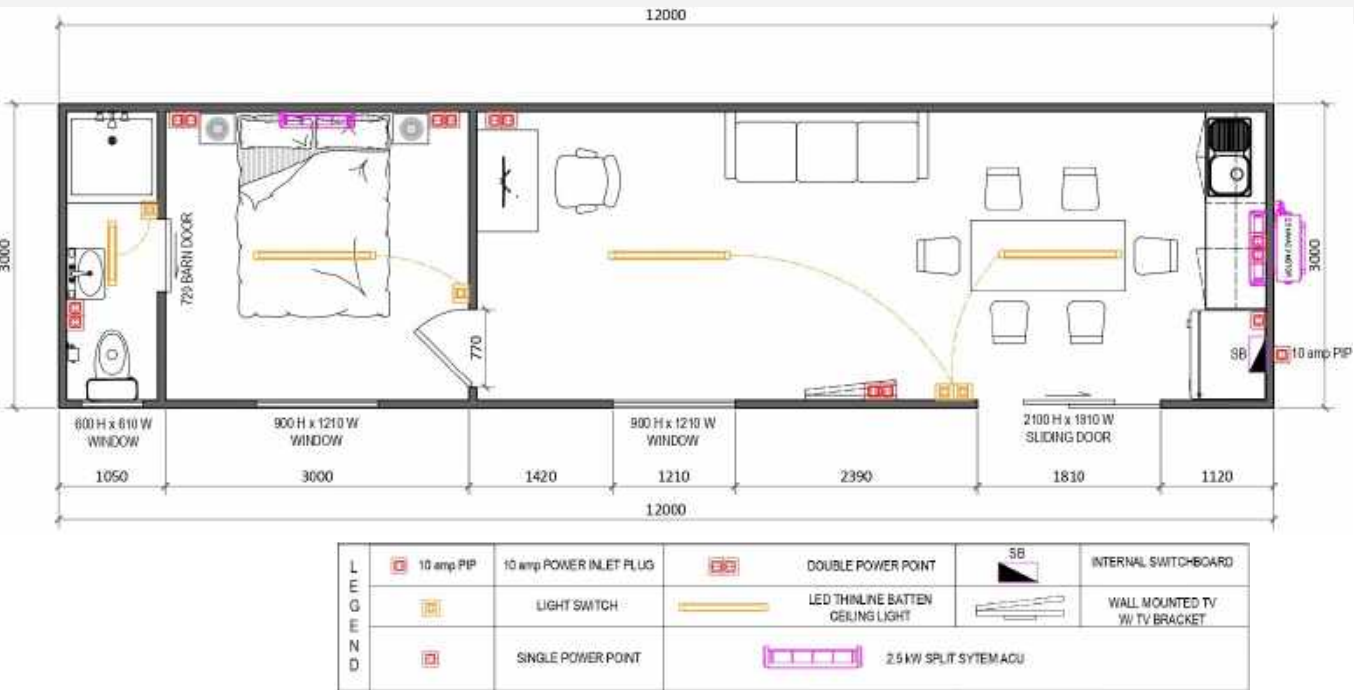 12000
3000
720 BARN DOOR
770
3000
SB
10 amp PIP
600 H x 610 W
WINDOW
900 H x 1210 W
WINDOW
900 H x 1210 W
WINDOW
2100 H x 1810 W
SLIDING DOOR
1050
3000
1420
1210
2390
1810
1120
12000
LEGEND
10 amp PIP
10 amp POWER INLET PLUG
DOUBLE POWER POINT
SB
INTERNAL SWITCHBOARD
LIGHT SWITCH
LED THINLINE BATTEN
CEILING LIGHT
WALL MOUNTED TV
W/ TV BRACKET
SINGLE POWER POINT
2.5 kW SPLIT SYTEM ACU